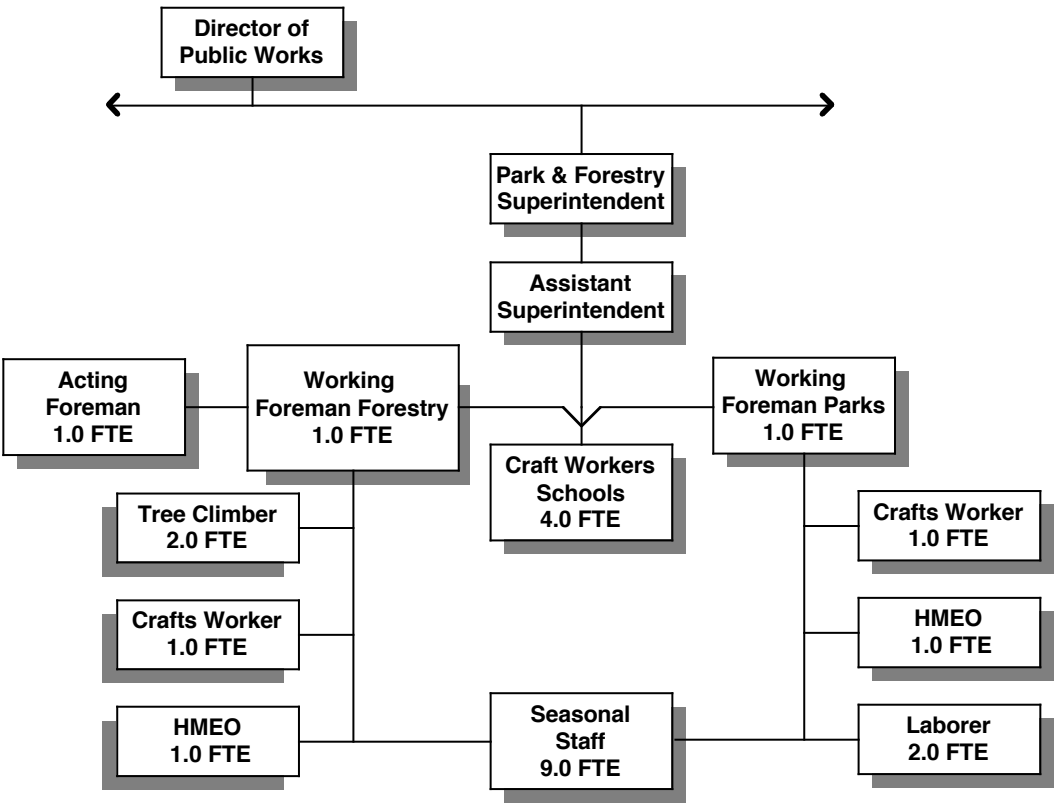 Director of
Public Works
Park & Forestry
Superintendent
Assistant
Superintendent
Acting
Foreman
1.0 FTE
Working
Foreman Forestry
1.0 FTE
Working
Foreman Parks
1.0 FTE
Craft Workers
Schools
4.0 FTE
Tree Climber
2.0 FTE
Crafts Worker
1.0 FTE
Crafts Worker
1.0 FTE
HMEO
1.0 FTE
HMEO
1.0 FTE
Seasonal
Staff
9.0 FTE
Laborer
2.0 FTE